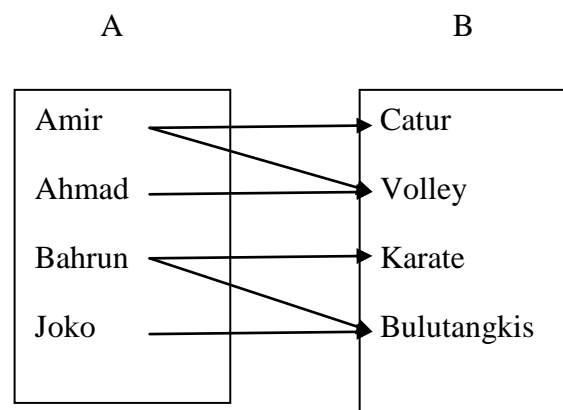 A B
Amir Catur
Ahmad Volley
Bahrun Karate
Joko Bulutangkis